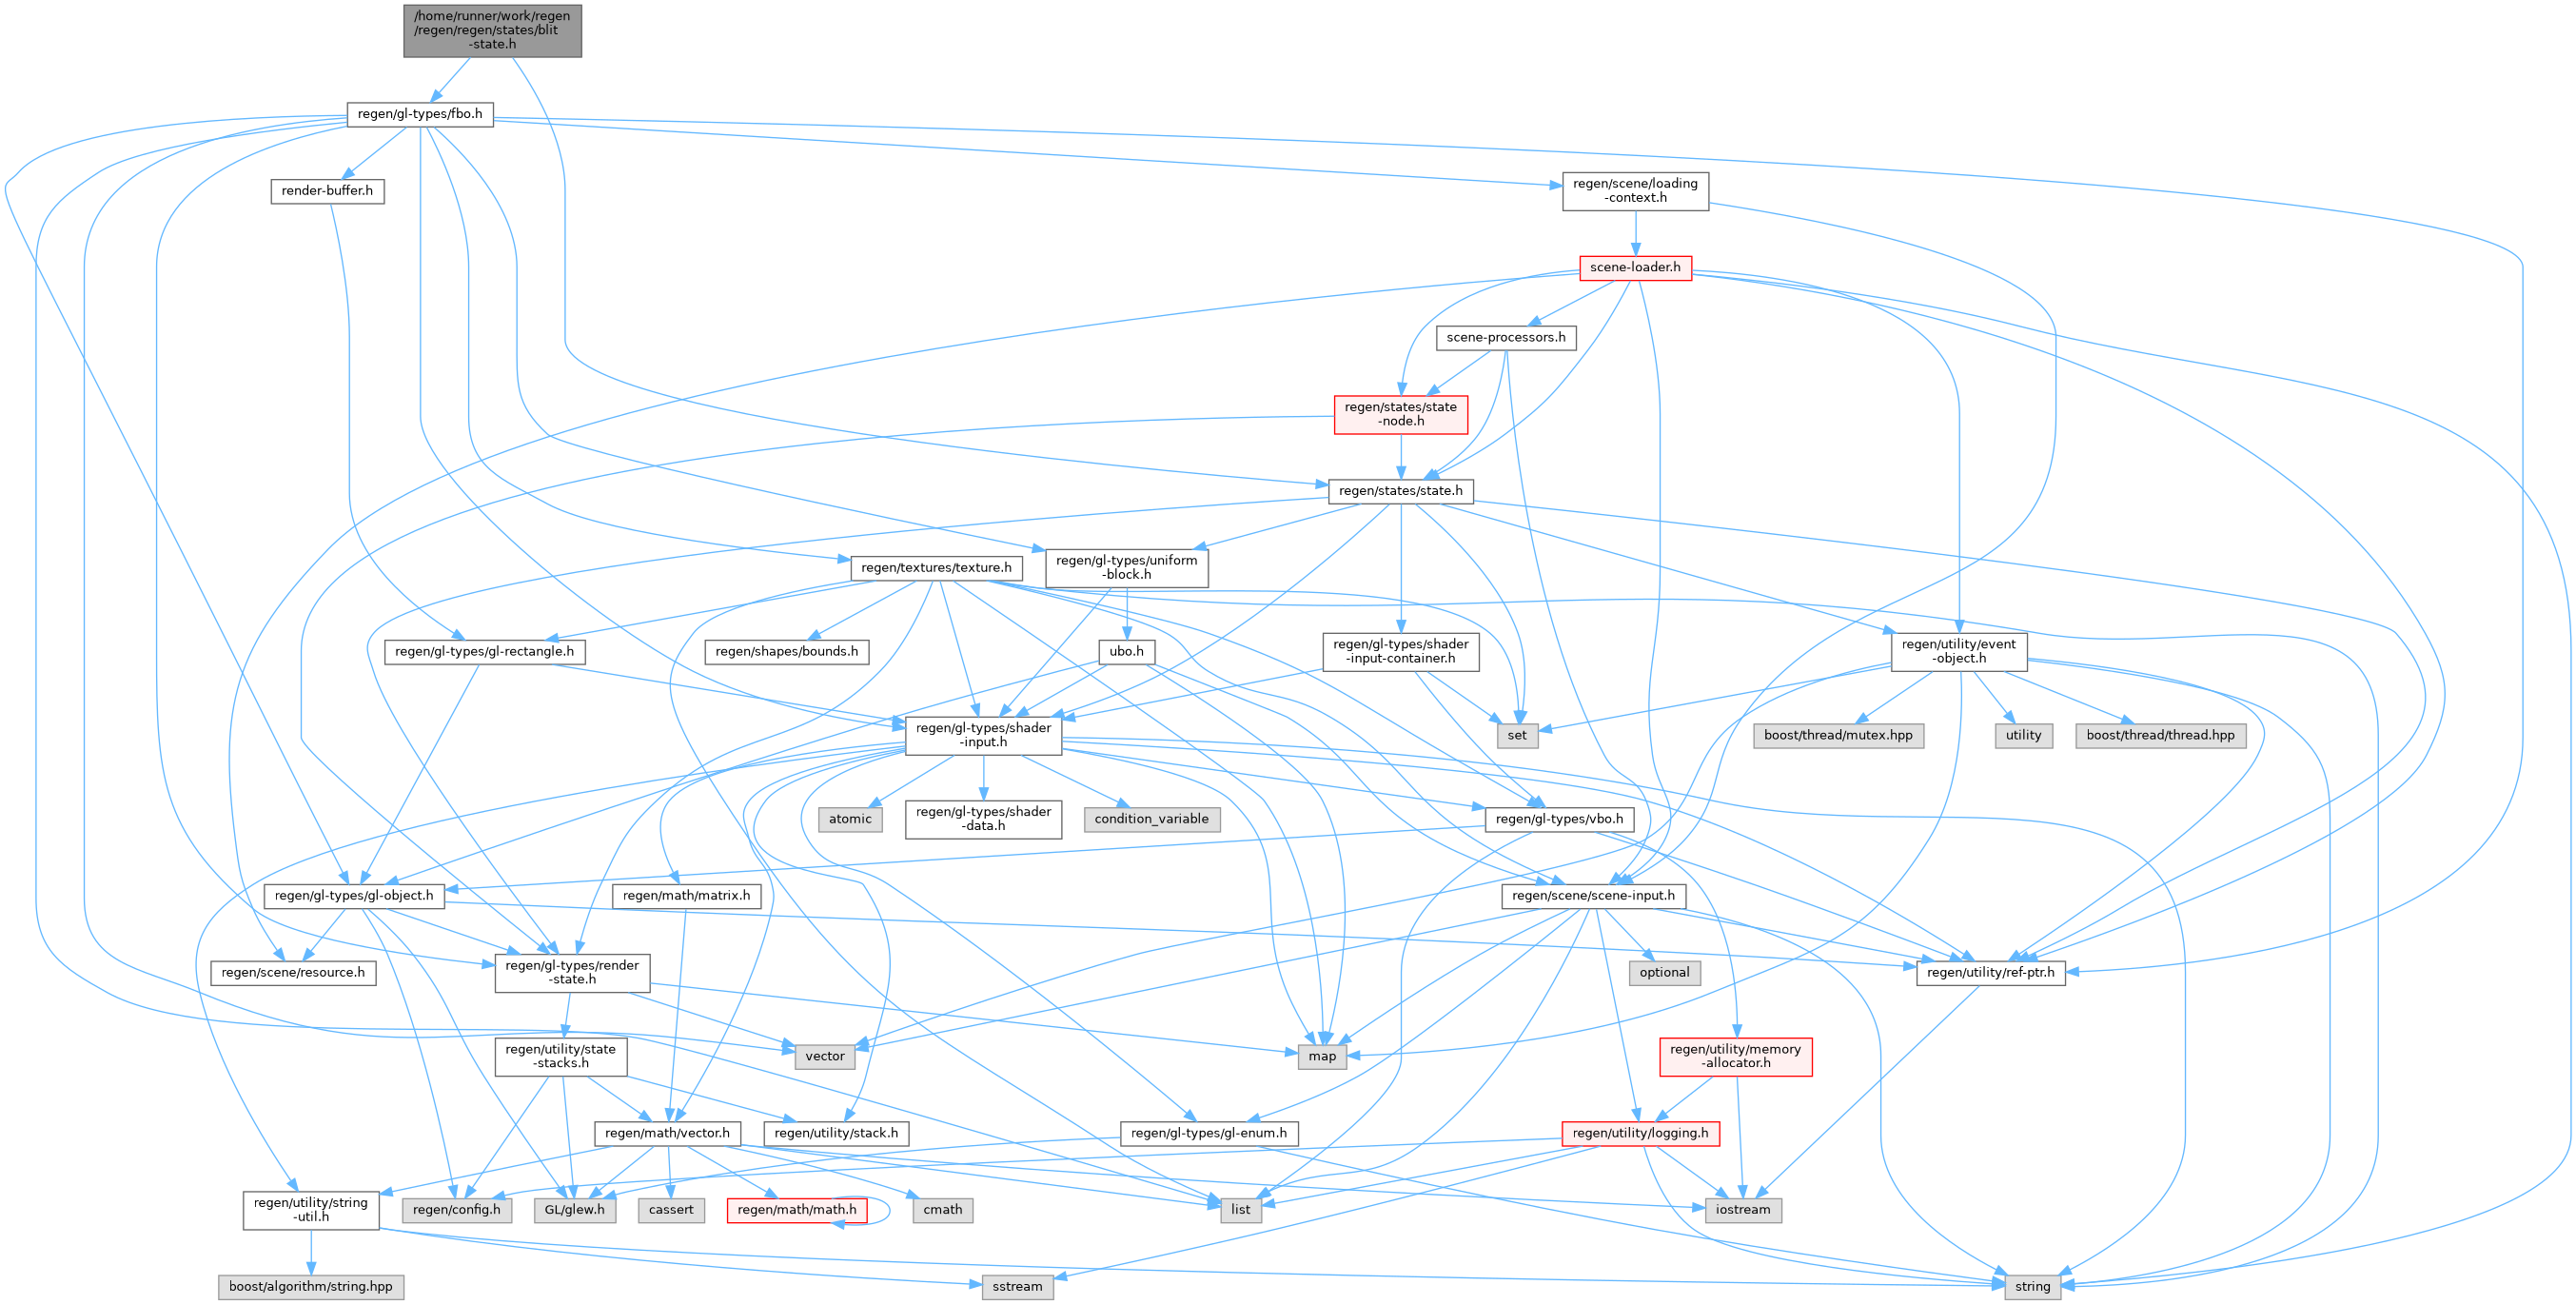 /home/runner/work/regen
/regen/regen/states/blit
-state.h
regen/gl-types/fbo.h
render-buffer.h
regen/scene/loading
-context.h
scene-loader.h
scene-processors.h
regen/states/state
-node.h
regen/states/state.h
regen/textures/texture.h
regen/gl-types/uniform
-block.h
regen/gl-types/gl-rectangle.h
regen/shapes/bounds.h
ubo.h
regen/gl-types/shader
-input-container.h
regen/utility/event
-object.h
regen/gl-types/shader
-input.h
set
boost/thread/mutex.hpp
utility
boost/thread/thread.hpp
atomic
regen/gl-types/shader
-data.h
condition_variable
regen/gl-types/vbo.h
regen/gl-types/gl-object.h
regen/math/matrix.h
regen/scene/scene-input.h
regen/scene/resource.h
regen/gl-types/render
-state.h
optional
regen/utility/ref-ptr.h
regen/utility/state
-stacks.h
vector
map
regen/utility/memory
-allocator.h
regen/math/vector.h
regen/utility/stack.h
regen/gl-types/gl-enum.h
regen/utility/logging.h
regen/utility/string
-util.h
regen/config.h
GL/glew.h
cassert
regen/math/math.h
cmath
list
iostream
boost/algorithm/string.hpp
sstream
string